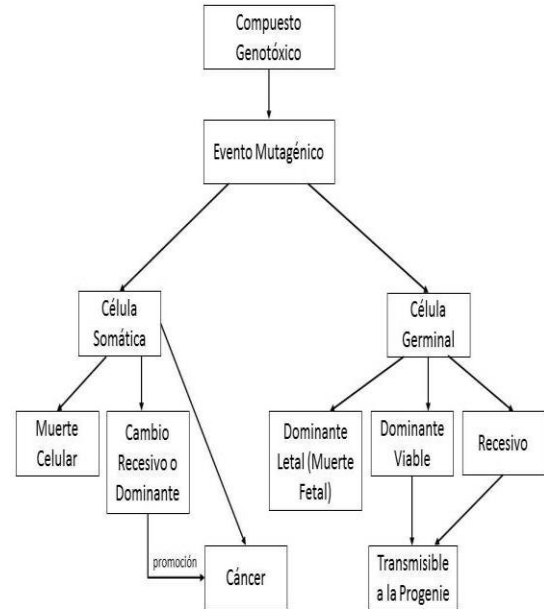 Compuesto
Genotóxico
Evento Mutagénico
Célula
Somática
Célula
Germinal
Muerte
Celular
Cambio
Recesivo o
Dominante
Dominante
Letal (Muerte
Fetal)
Dominante
Viable
Recesivo
promoción
Cáncer
Transmisible
a la Progenie